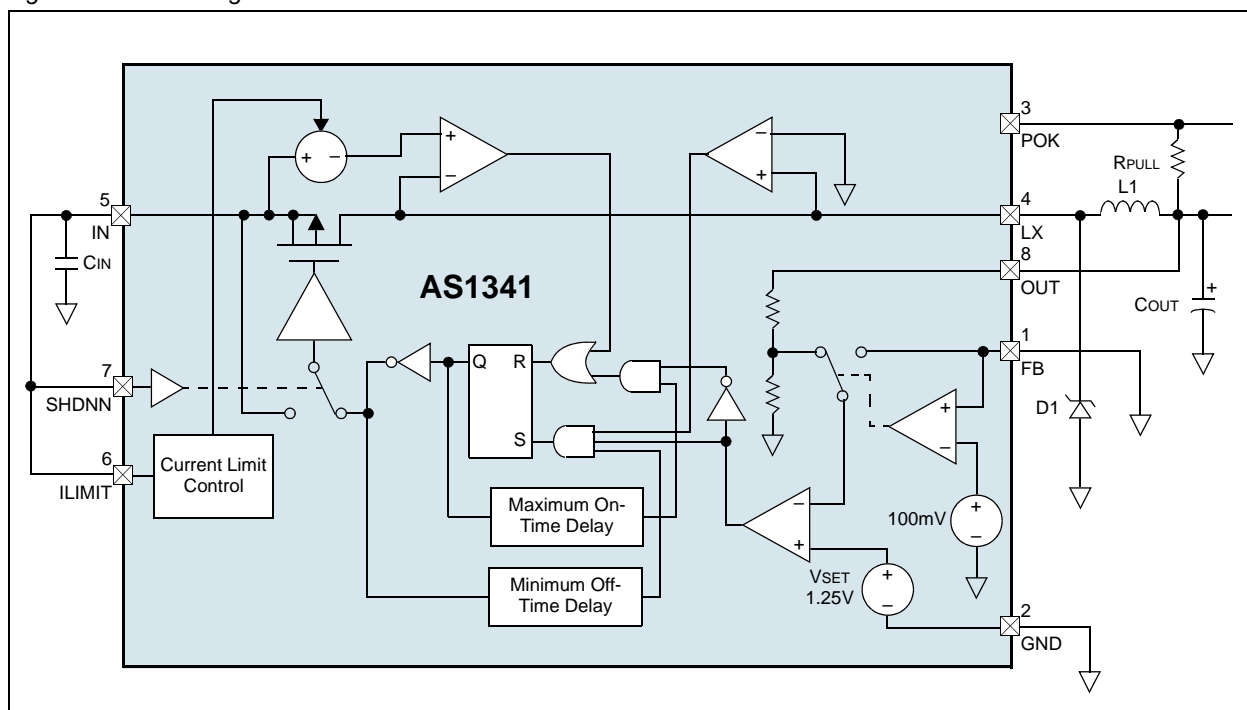 3
POK
RPULL
L1
+
−
+
−
−
+
5
IN
4
LX
CIN
8
OUT
AS1341
COUT
+
Q
R
S
1
FB
7
SHDNN
D1
+
−
6
ILIMIT
Current Limit
Control
Maximum On-
Time Delay
−
+
100mV
+
−
Minimum Off-
Time Delay
VSET
1.25V
+
−
2
GND